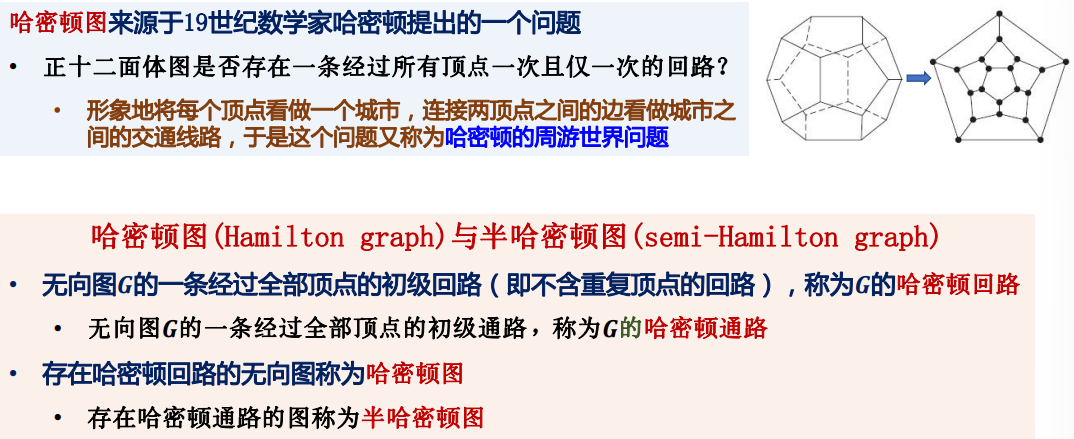 哈密顿图来源于19世纪数学家哈密顿提出的一个问题
• 正十二面体图是否存在一条经过所有顶点一次且仅一次的回路？
• 形象地将每个顶点看做一个城市，连接两顶点之间的边看做城市之
间的交通线路，于是这个问题又称为哈密顿的周游世界问题
哈密顿图(Hamilton graph)与半哈密顿图(semi-Hamilton graph)
• 无向图G的一条经过全部顶点的初级回路（即不含重复顶点的回路），称为G的哈密顿回路
• 无向图G的一条经过全部顶点的初级通路，称为G的哈密顿通路
• 存在哈密顿回路的无向图称为哈密顿图
• 存在哈密顿通路的图称为半哈密顿图